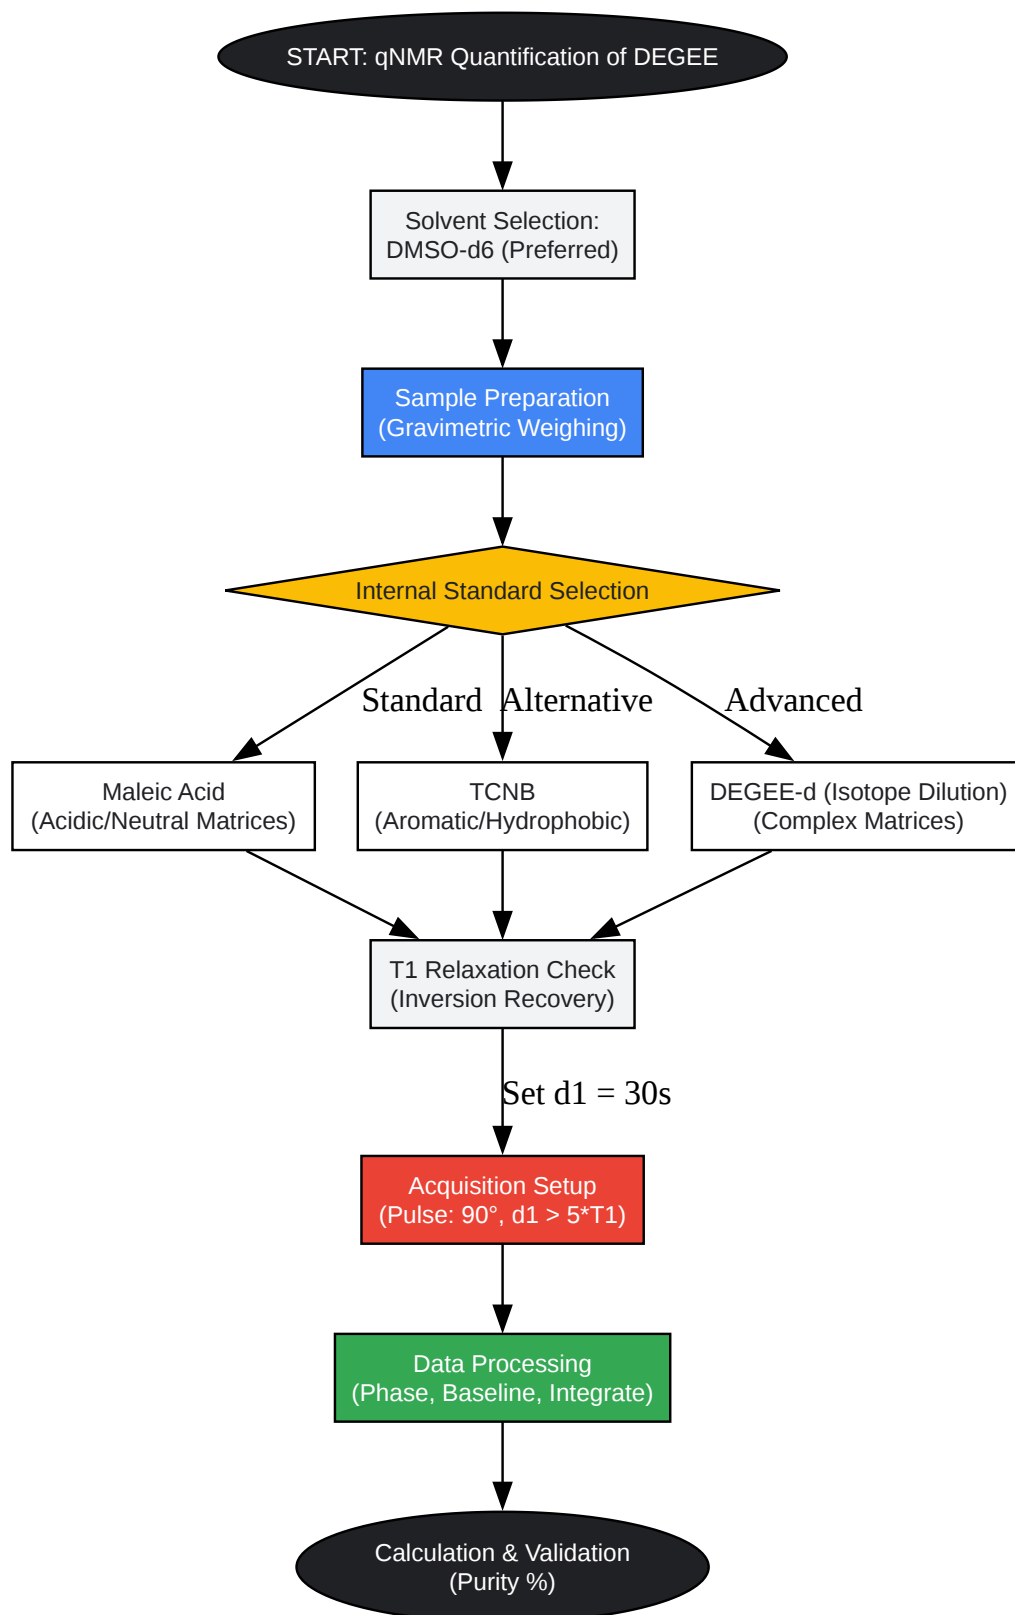 START: qNMR Quantification of DEGEE
Solvent Selection:
DMSO-d6 (Preferred)
Sample Preparation
(Gravimetric Weighing)
Internal Standard Selection
Standard
Alternative
Advanced
Maleic Acid
(Acidic/Neutral Matrices)
TCNB
(Aromatic/Hydrophobic)
DEGEE-d (Isotope Dilution)
(Complex Matrices)
T1 Relaxation Check
(Inversion Recovery)
Set d1 = 30s
Acquisition Setup
(Pulse: 90°, d1 > 5*T1)
Data Processing
(Phase, Baseline, Integrate)
Calculation & Validation
(Purity %)